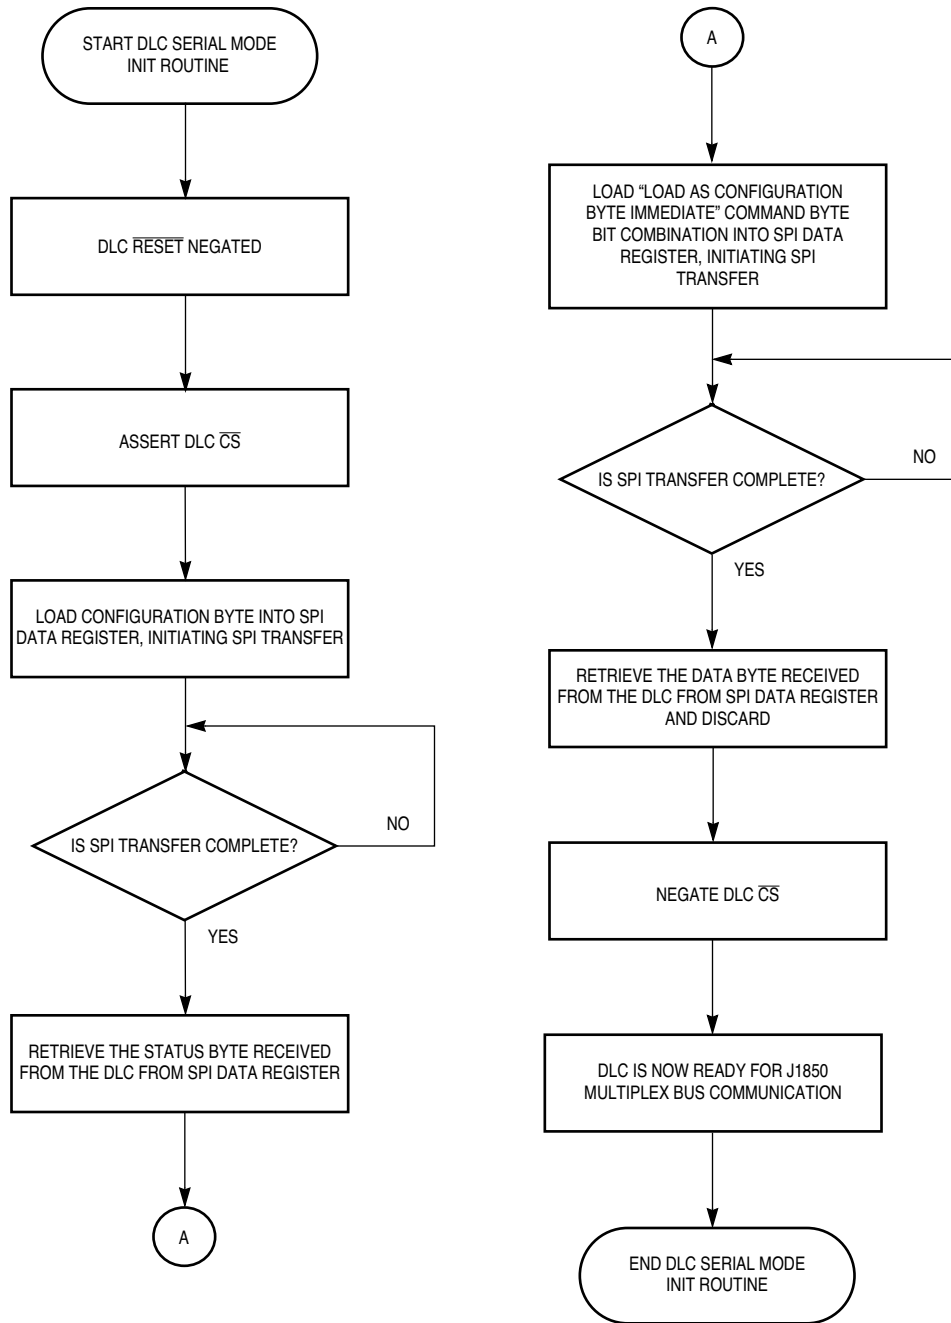 START DLC SERIAL MODE
INIT ROUTINE
DLC R̅E̅S̅E̅T̅ NEGATED
ASSERT DLC C̅S̅
LOAD CONFIGURATION BYTE INTO SPI
DATA REGISTER, INITIATING SPI TRANSFER
IS SPI TRANSFER COMPLETE?
NO
YES
RETRIEVE THE STATUS BYTE RECEIVED
FROM THE DLC FROM SPI DATA REGISTER
A
A
LOAD “LOAD AS CONFIGURATION
BYTE IMMEDIATE” COMMAND BYTE
BIT COMBINATION INTO SPI DATA
REGISTER, INITIATING SPI
TRANSFER
IS SPI TRANSFER COMPLETE?
NO
YES
RETRIEVE THE DATA BYTE RECEIVED
FROM THE DLC FROM SPI DATA REGISTER
AND DISCARD
NEGATE DLC C̅S̅
DLC IS NOW READY FOR J1850
MULTIPLEX BUS COMMUNICATION
END DLC SERIAL MODE
INIT ROUTINE